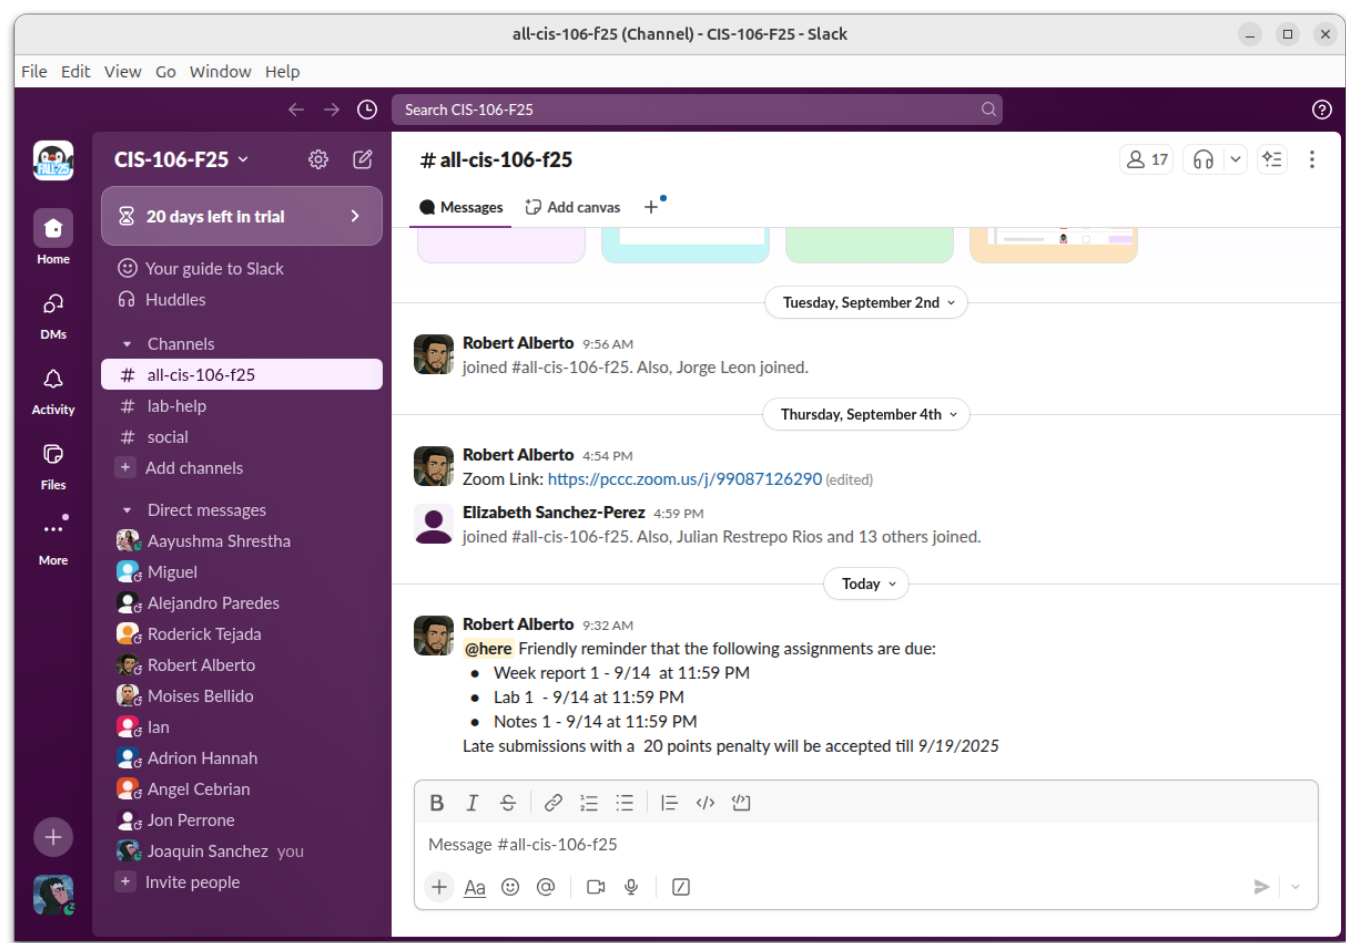 all-cis-106-f25 (Channel) - CIS-106-F25 - Slack
File Edit View Go Window Help
Search CIS-106-F25
FALL-25
Home
DMs
Activity
Files
More
CIS-106-F25
20 days left in trial
Your guide to Slack
Huddles
Channels
# all-cis-106-f25
# lab-help
# social
+ Add channels
Direct messages
Aayushma Shrestha
Miguel
Alejandro Paredes
Roderick Tejada
Robert Alberto
Moises Bellido
Ian
Adrion Hannah
Angel Cebrian
Jon Perrone
Joaquin Sanchez you
+ Invite people
# all-cis-106-f25
17
Messages Add canvas +
Tuesday, September 2nd
Robert Alberto 9:56 AM
joined #all-cis-106-f25. Also, Jorge Leon joined.
Thursday, September 4th
Robert Alberto 4:54 PM
Zoom Link: https://pccc.zoom.us/j/99087126290 (edited)
Elizabeth Sanchez-Perez 4:59 PM
joined #all-cis-106-f25. Also, Julian Restrepo Rios and 13 others joined.
Today
Robert Alberto 9:32 AM
@here Friendly reminder that the following assignments are due:
• Week report 1 - 9/14 at 11:59 PM
• Lab 1 - 9/14 at 11:59 PM
• Notes 1 - 9/14 at 11:59 PM
Late submissions with a 20 points penalty will be accepted till 9/19/2025
B I S
Message #all-cis-106-f25
+ Aa @